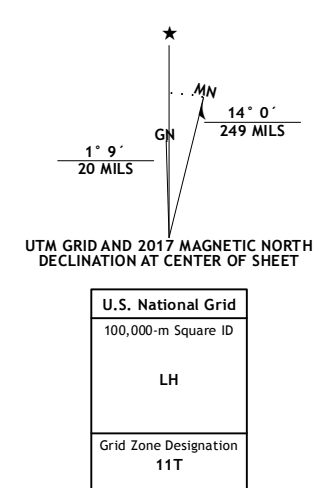 MN
GN
14° 0´
249 MILS
1° 9´
20 MILS
UTM GRID AND 2017 MAGNETIC NORTH
DECLINATION AT CENTER OF SHEET
U.S. National Grid
100,000-m Square ID
LH
Grid Zone Designation
11T